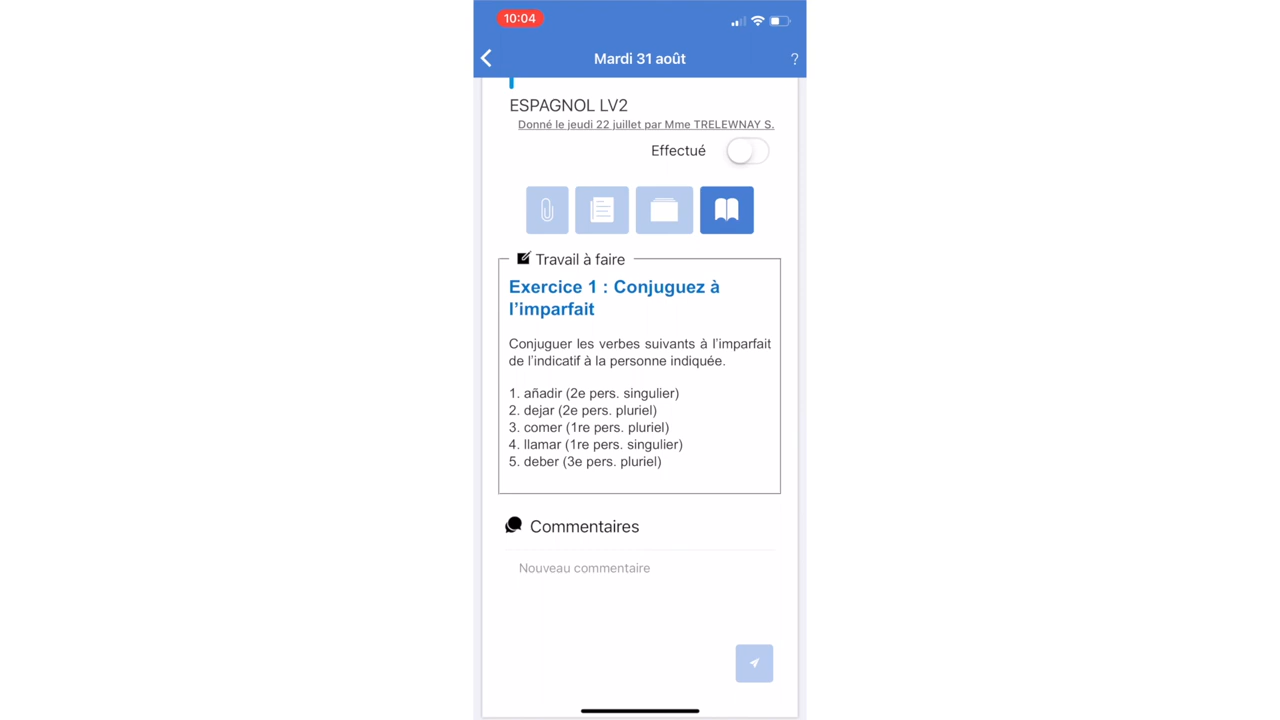 10:04
Mardi 31 août
?
ESPAGNOL LV2
Donné le jeudi 22 juillet par Mme TRELEWNAY S.
Effectué
Travail à faire
Exercice 1 : Conjuguez à
l’imparfait
Conjuguer les verbes suivants à l’imparfait
de l’indicatif à la personne indiquée.
1. añadir (2e pers. singulier)
2. dejar (2e pers. pluriel)
3. comer (1re pers. pluriel)
4. llamar (1re pers. singulier)
5. deber (3e pers. pluriel)
Commentaires
Nouveau commentaire